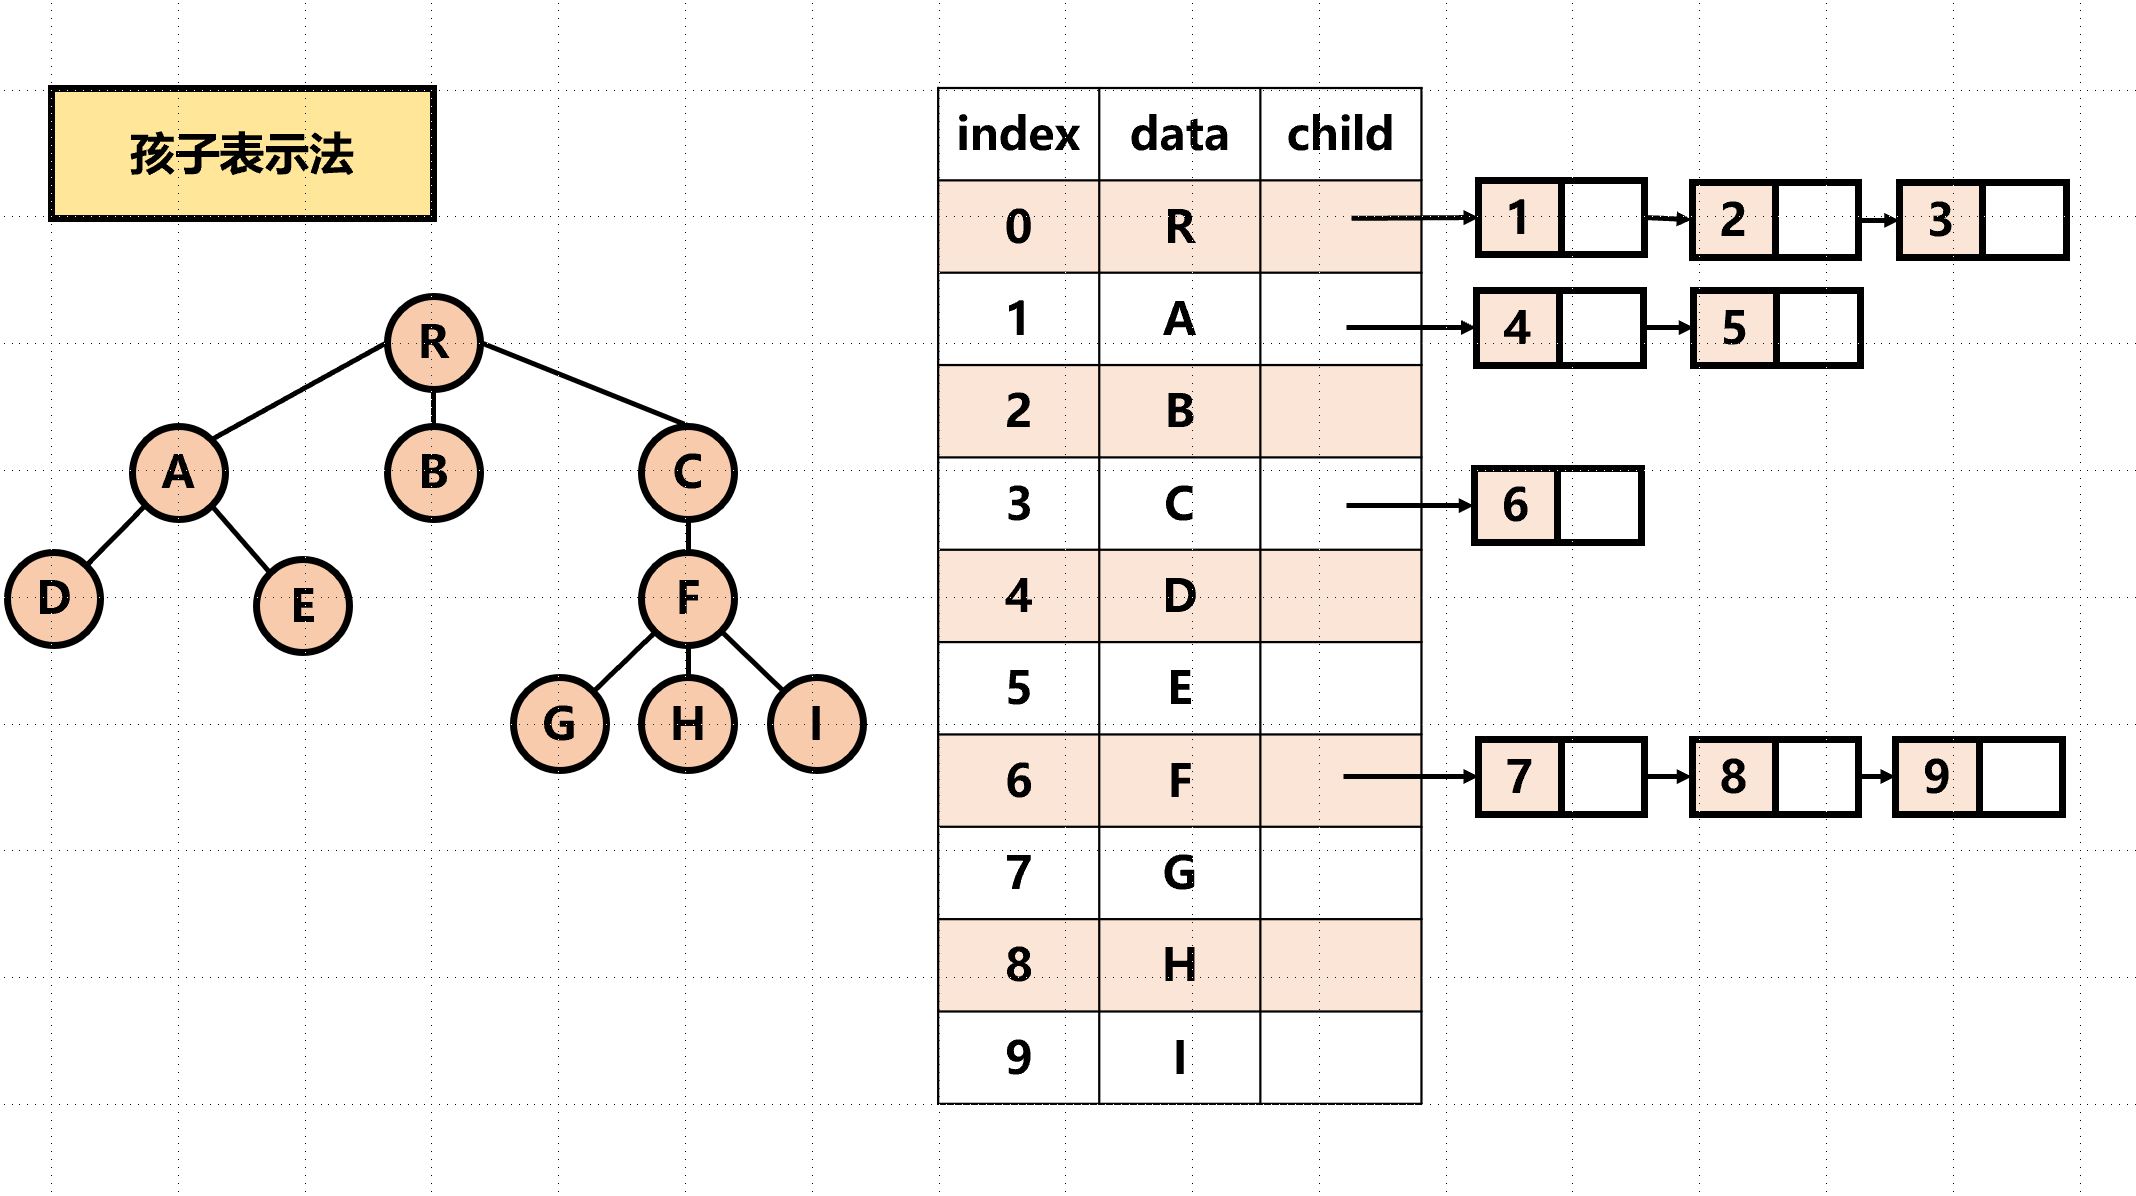 孩子表示法
R
A B C
D E F
G H I
index data child
0 R 1 2 3
1 A 4 5
2 B
3 C 6
4 D
5 E
6 F 7 8 9
7 G
8 H
9 I